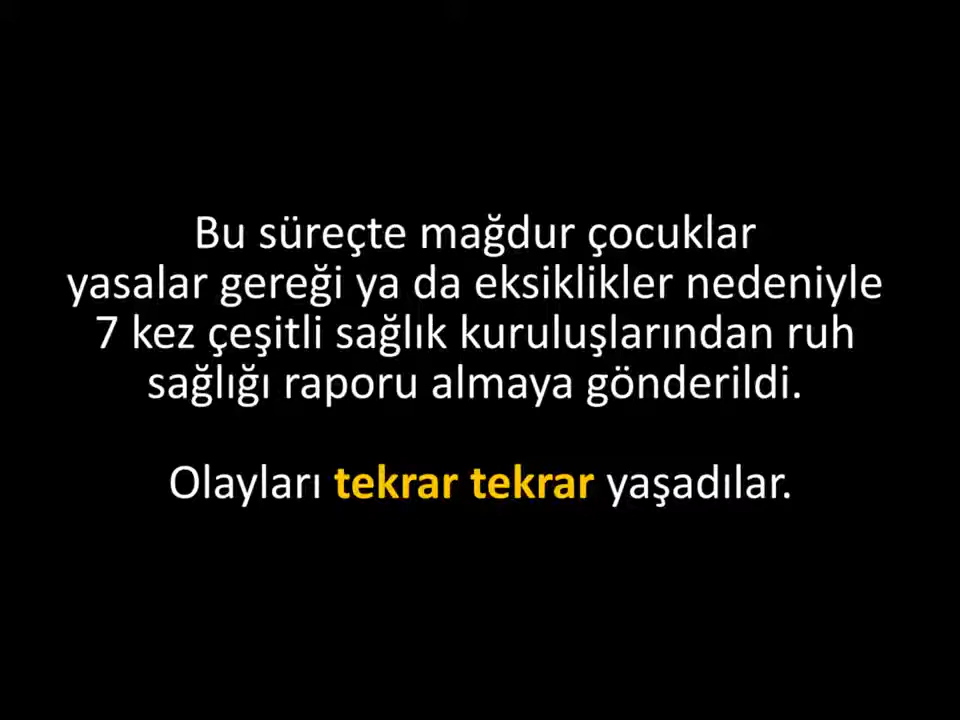 Bu süreçte mağdur çocuklar
yasalar gereği ya da eksiklikler nedeniyle
7 kez çeşitli sağlık kuruluşlarından ruh
sağlığı raporu almaya gönderildi.
Olayları tekrar tekrar yaşadılar.